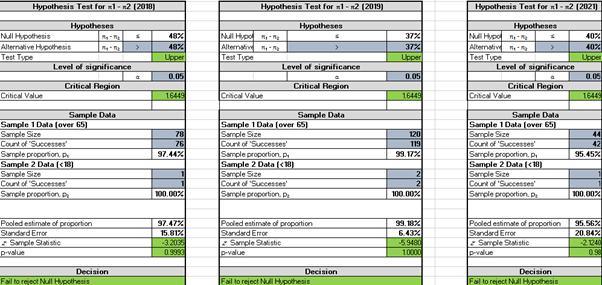 Hypothesis Test for π1 - π2 (2018)
Hypotheses
Null Hypothesis π₁ - π₂ ≤ 48%
Alternative Hypothesis π₁ - π₂ > 48%
Test Type Upper
Level of significance
α 0.05
Critical Region
Critical Value 1.6449
Sample Data
Sample 1 Data (over 65)
Sample Size 78
Count of 'Successes' 76
Sample proportion, p₁ 97.44%
Sample 2 Data (<18)
Sample Size 1
Count of 'Successes' 1
Sample proportion, p₂ 100.00%
Pooled estimate of proportion 97.47%
Standard Error 15.81%
z Sample Statistic -3.2035
p-value 0.9993
Decision
Fail to reject Null Hypothesis
Hypothesis Test for π1 - π2 (2019)
Hypotheses
Null Hypo π₁ - π₂ ≤ 37%
Alternative π₁ - π₂ > 37%
Test Type Upper
Level of significance
α 0.05
Critical Region
Critical Value 1.6449
Sample Data
Sample 1 Data (over 65)
Sample Size 120
Count of 'Successes' 119
Sample proportion, p₁ 99.17%
Sample 2 Data (<18)
Sample Size 2
Count of 'Successes' 2
Sample proportion, p₂ 100.00%
Pooled estimate of proportion 99.18%
Standard Error 6.43%
z Sample Statistic -5.9480
p-value 1.0000
Decision
Fail to reject Null Hypothesis
Hypothesis Test for π1 - π2 (2021)
Hypotheses
Null Hypo π₁ - π₂ ≤ 40%
Alternative π₁ - π₂ > 40%
Test Type Upper
Level of significance
α 0.05
Critical Region
Critical Value 1.6449
Sample Data
Sample 1 Data (over 65)
Sample Size 44
Count of 'Successes' 42
Sample proportion, p₁ 95.45%
Sample 2 Data (<18)
Sample Size 1
Count of 'Successes' 1
Sample proportion, p₂ 100.00%
Pooled estimate of proportion 95.56%
Standard Error 20.84%
z Sample Statistic -2.1240
p-value 0.98
Decision
Fail to reject Null Hypothesis